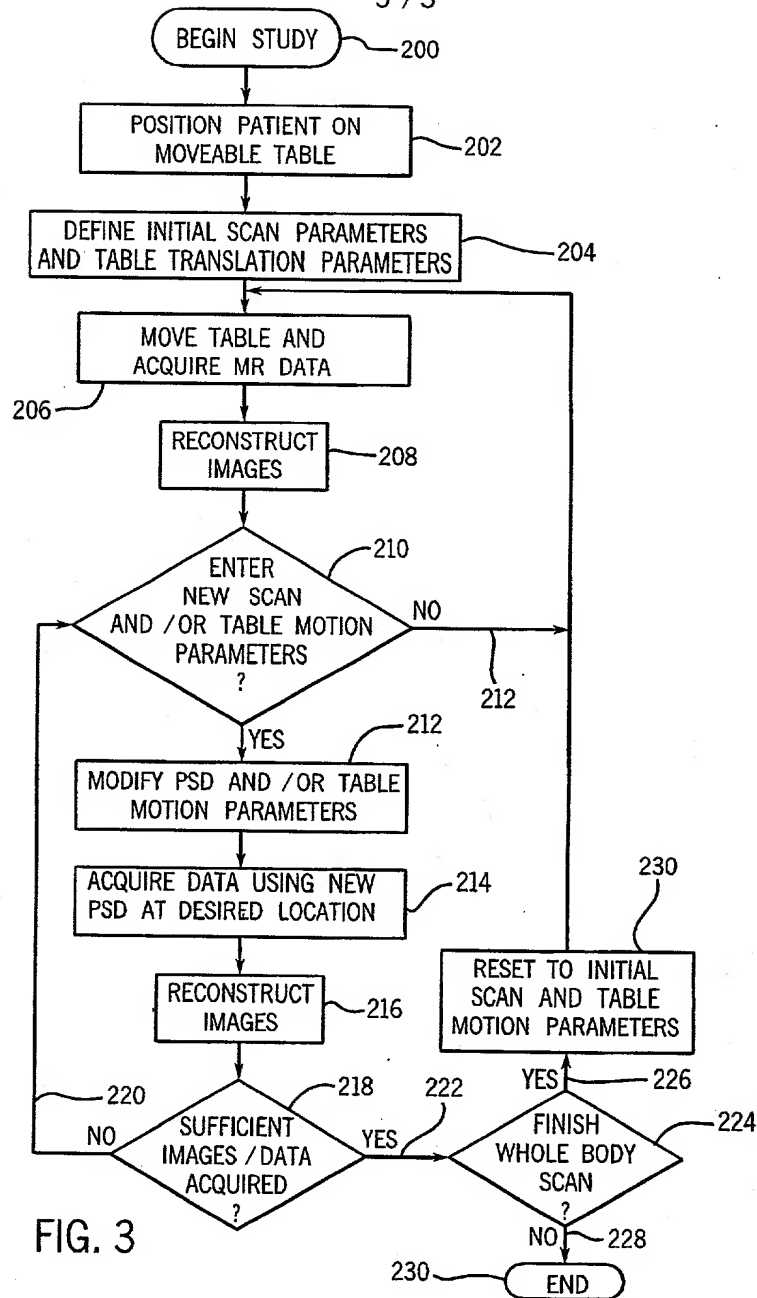 3/3
BEGIN STUDY
200
POSITION PATIENT ON
MOVEABLE TABLE
202
DEFINE INITIAL SCAN PARAMETERS
AND TABLE TRANSLATION PARAMETERS
204
MOVE TABLE AND
ACQUIRE MR DATA
206
RECONSTRUCT
IMAGES
208
ENTER
NEW SCAN
AND /OR TABLE MOTION
PARAMETERS
?
210
NO
212
YES
212
MODIFY PSD AND /OR TABLE
MOTION PARAMETERS
ACQUIRE DATA USING NEW
PSD AT DESIRED LOCATION
214
230
RESET TO INITIAL
SCAN AND TABLE
MOTION PARAMETERS
RECONSTRUCT
IMAGES
216
220
218
222
YES
226
NO
SUFFICIENT
IMAGES /DATA
ACQUIRED
?
YES
FINISH
WHOLE BODY
SCAN
?
224
NO
228
230
END
FIG. 3